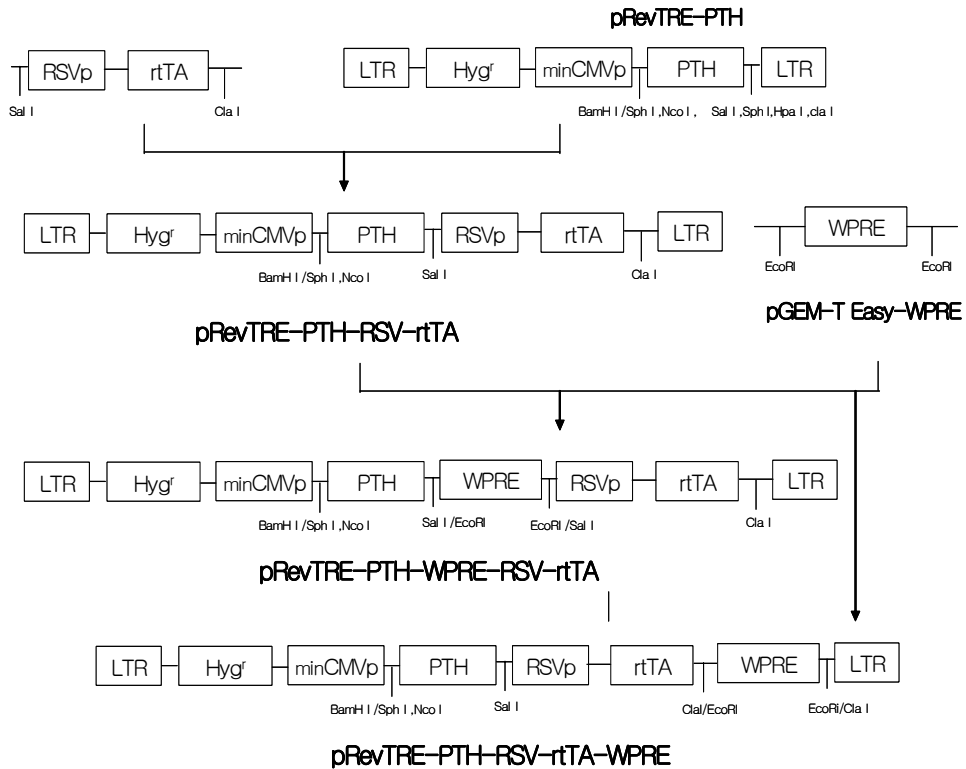 pRevTRE-PTH
RSVp rtTA
Sal I Cla I
LTR Hygʳ minCMVp PTH LTR
BamH I/Sph I,Nco I, Sal I,Sph I,Hpa I,cla I
LTR Hygʳ minCMVp PTH RSVp rtTA LTR
BamH I/Sph I,Nco I Sal I Cla I
WPRE
EcoRI EcoRI
pRevTRE-PTH-RSV-rtTA
pGEM-T Easy-WPRE
LTR Hygʳ minCMVp PTH WPRE RSVp rtTA LTR
BamH I/Sph I,Nco I Sal I/EcoRI EcoRI/Sal I Cla I
pRevTRE-PTH-WPRE-RSV-rtTA
LTR Hygʳ minCMVp PTH RSVp rtTA WPRE LTR
BamH I/Sph I,Nco I Sal I ClaI/EcoRI EcoRi/Cla I
pRevTRE-PTH-RSV-rtTA-WPRE